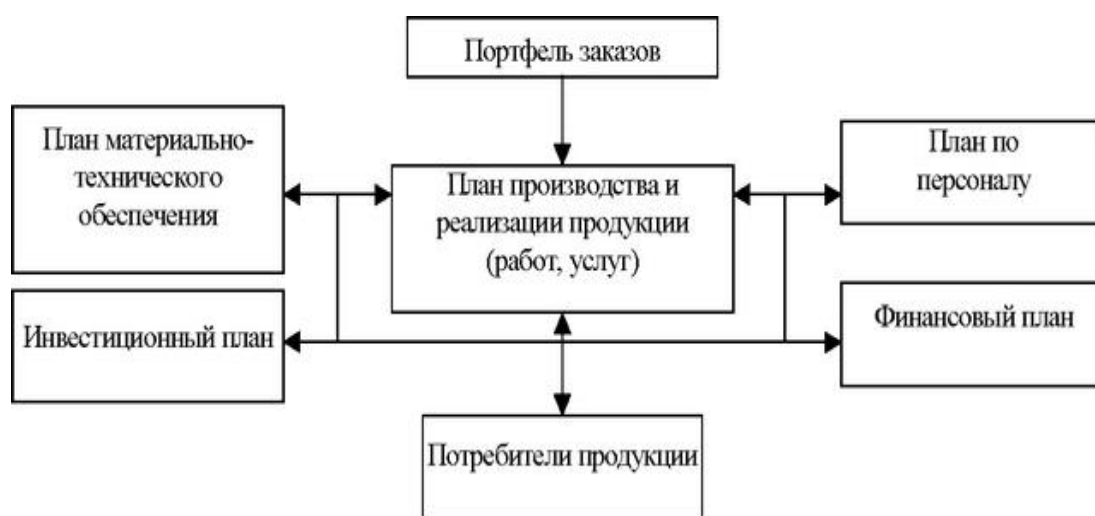 Портфель заказов
План материально-
технического
обеспечения
План производства и
реализации продукции
(работ, услуг)
План по
персоналу
Инвестиционный план
Финансовый план
Потребители продукции